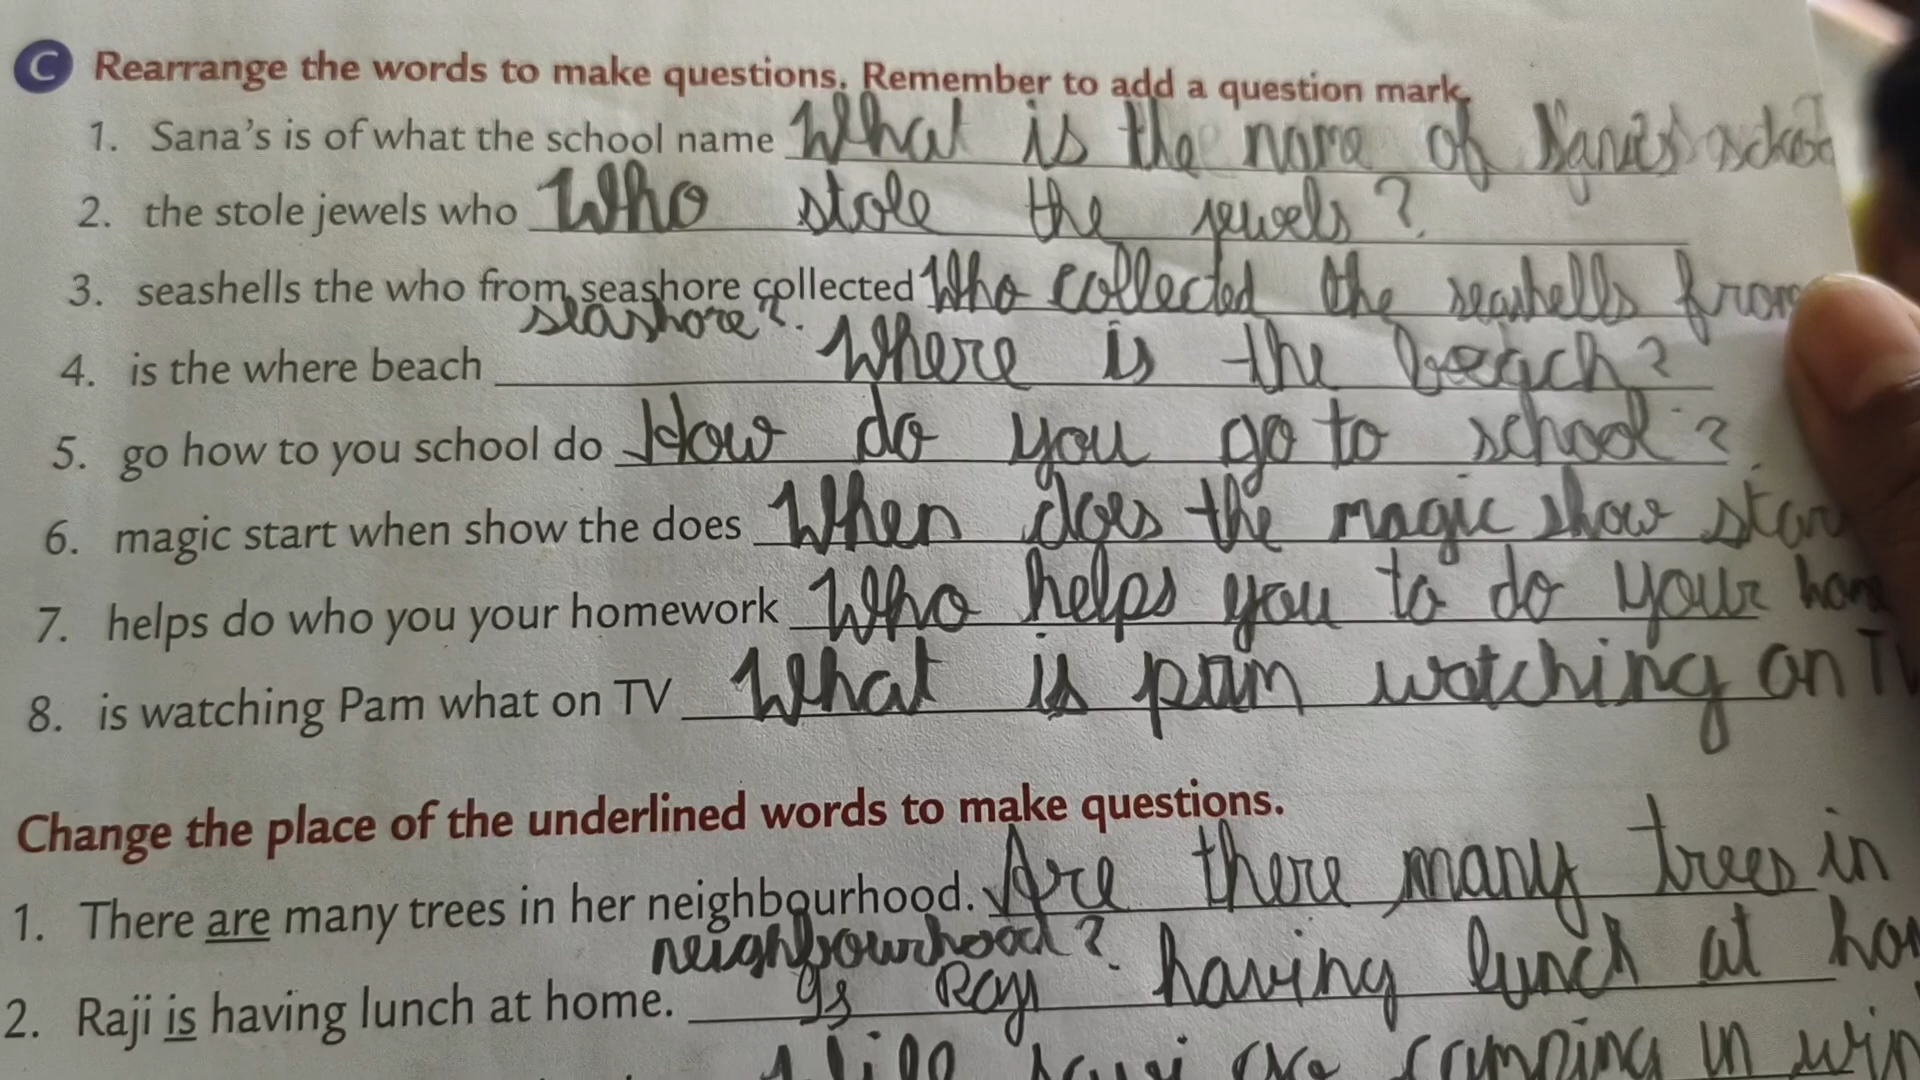 C Rearrange the words to make questions. Remember to add a question mark.
1. Sana's is of what the school name What is the name of Sana's school
2. the stole jewels who Who stole the jewels?
3. seashells the who from seashore collected Who collected the seashells from
seashore?
4. is the where beach Where is the beach?
5. go how to you school do How do you go to school?
6. magic start when show the does When does the magic show star
7. helps do who you your homework Who helps you to do your hom
8. is watching Pam what on TV What is pam watching on TV
Change the place of the underlined words to make questions.
1. There are many trees in her neighbourhood. Are there many trees in
neighbourhood?
2. Raji is having lunch at home. Is Raji having lunch at hom